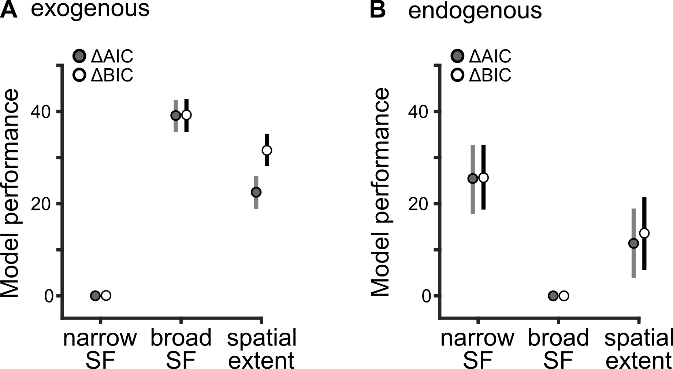 A exogenous
ΔAIC
ΔBIC
Model performance
40
20
0
narrow SF
broad SF
spatial extent
B endogenous
ΔAIC
ΔBIC
Model performance
40
20
0
narrow SF
broad SF
spatial extent